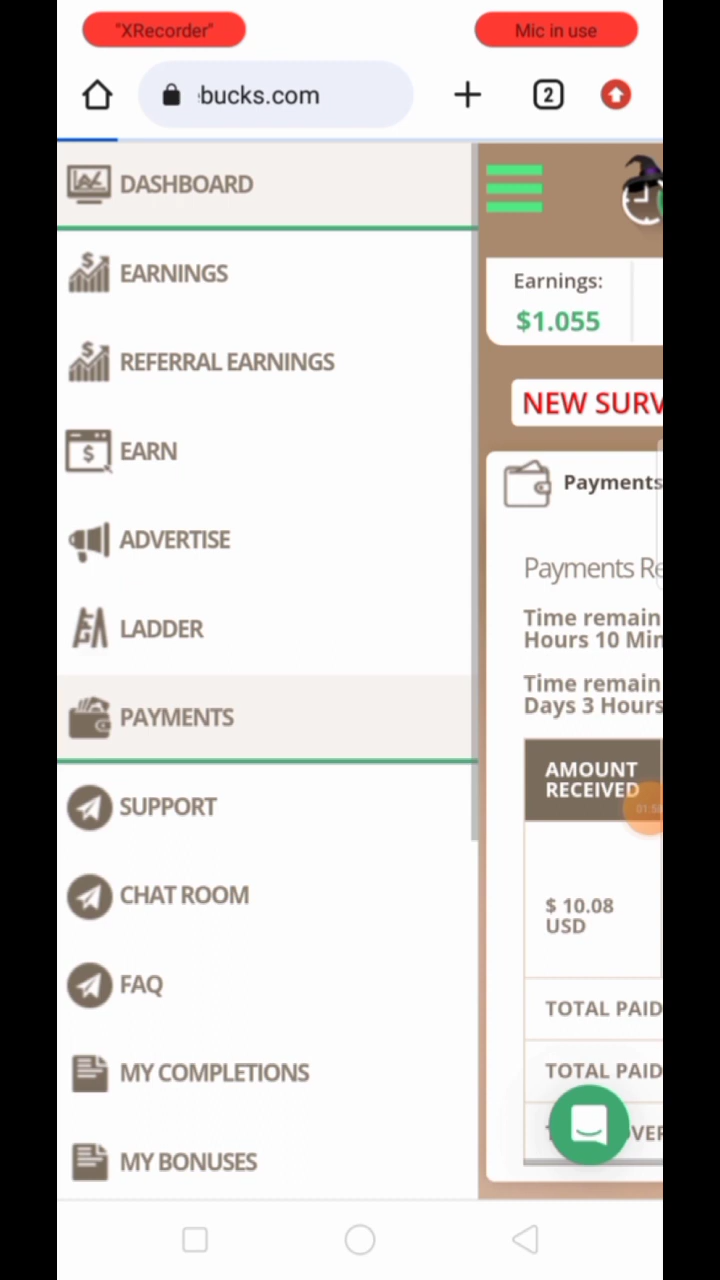 "XRecorder"
Mic in use
bucks.com
2
DASHBOARD
EARNINGS
REFERRAL EARNINGS
EARN
ADVERTISE
LADDER
PAYMENTS
SUPPORT
CHAT ROOM
FAQ
MY COMPLETIONS
MY BONUSES
Earnings:
$1.055
NEW SURV
Payments
Payments Re
Time remain
Hours 10 Min
Time remain
Days 3 Hours
AMOUNT
RECEIVED
$ 10.08
USD
TOTAL PAID
TOTAL PAID